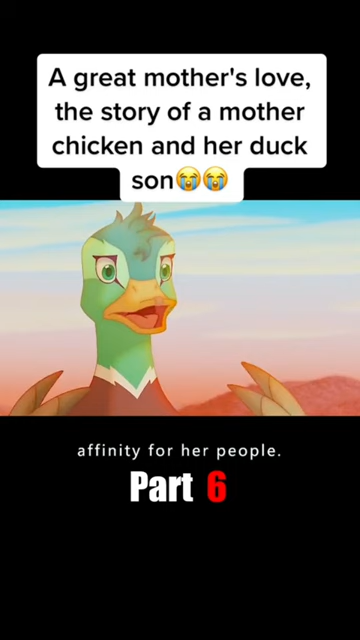 A great mother's love,
the story of a mother
chicken and her duck
son😭😭
affinity for her people.
Part 6